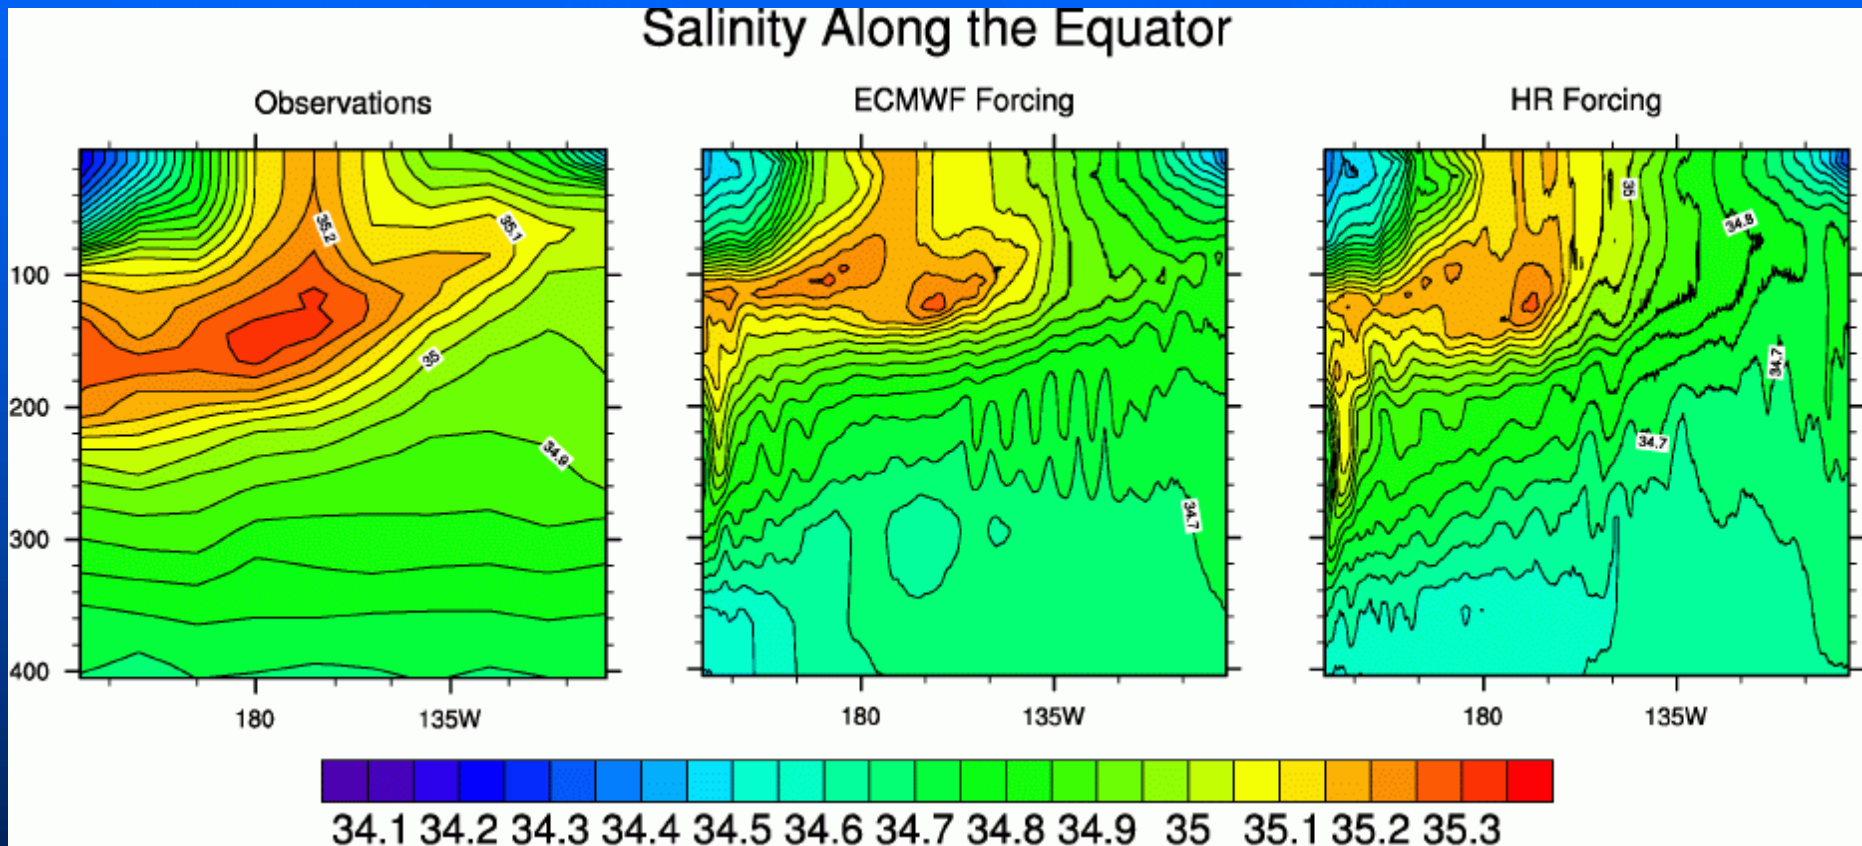 Salinity Along the Equator
Observations
ECMWF Forcing
HR Forcing
35.2
35.1
35
34.9
34.7
35
34.8
34.7
34.7
100
200
300
400
180 135W
180 135W
180 135W
34.1 34.2 34.3 34.4 34.5 34.6 34.7 34.8 34.9 35 35.1 35.2 35.3